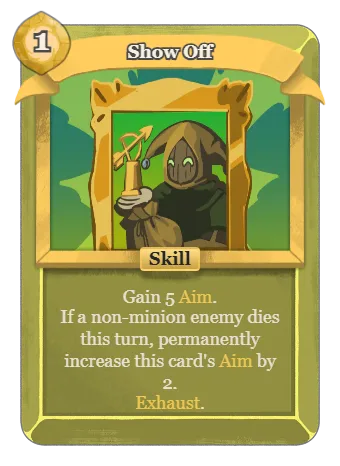 1
Show Off
Skill
Gain 5 Aim.
If a non-minion enemy dies
this turn, permanently
increase this card's Aim by
2.
Exhaust.